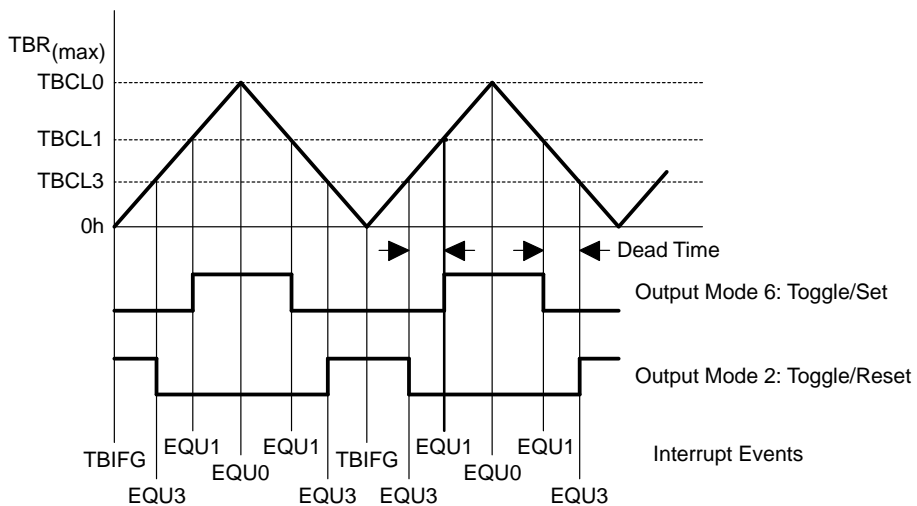 TBR(max)
TBCL0
TBCL1
TBCL3
0h
Dead Time
Output Mode 6: Toggle/Set
Output Mode 2: Toggle/Reset
TBIFG EQU1 EQU1 TBIFG EQU1 EQU1 Interrupt Events
EQU0 EQU0
EQU3 EQU3 EQU3 EQU3